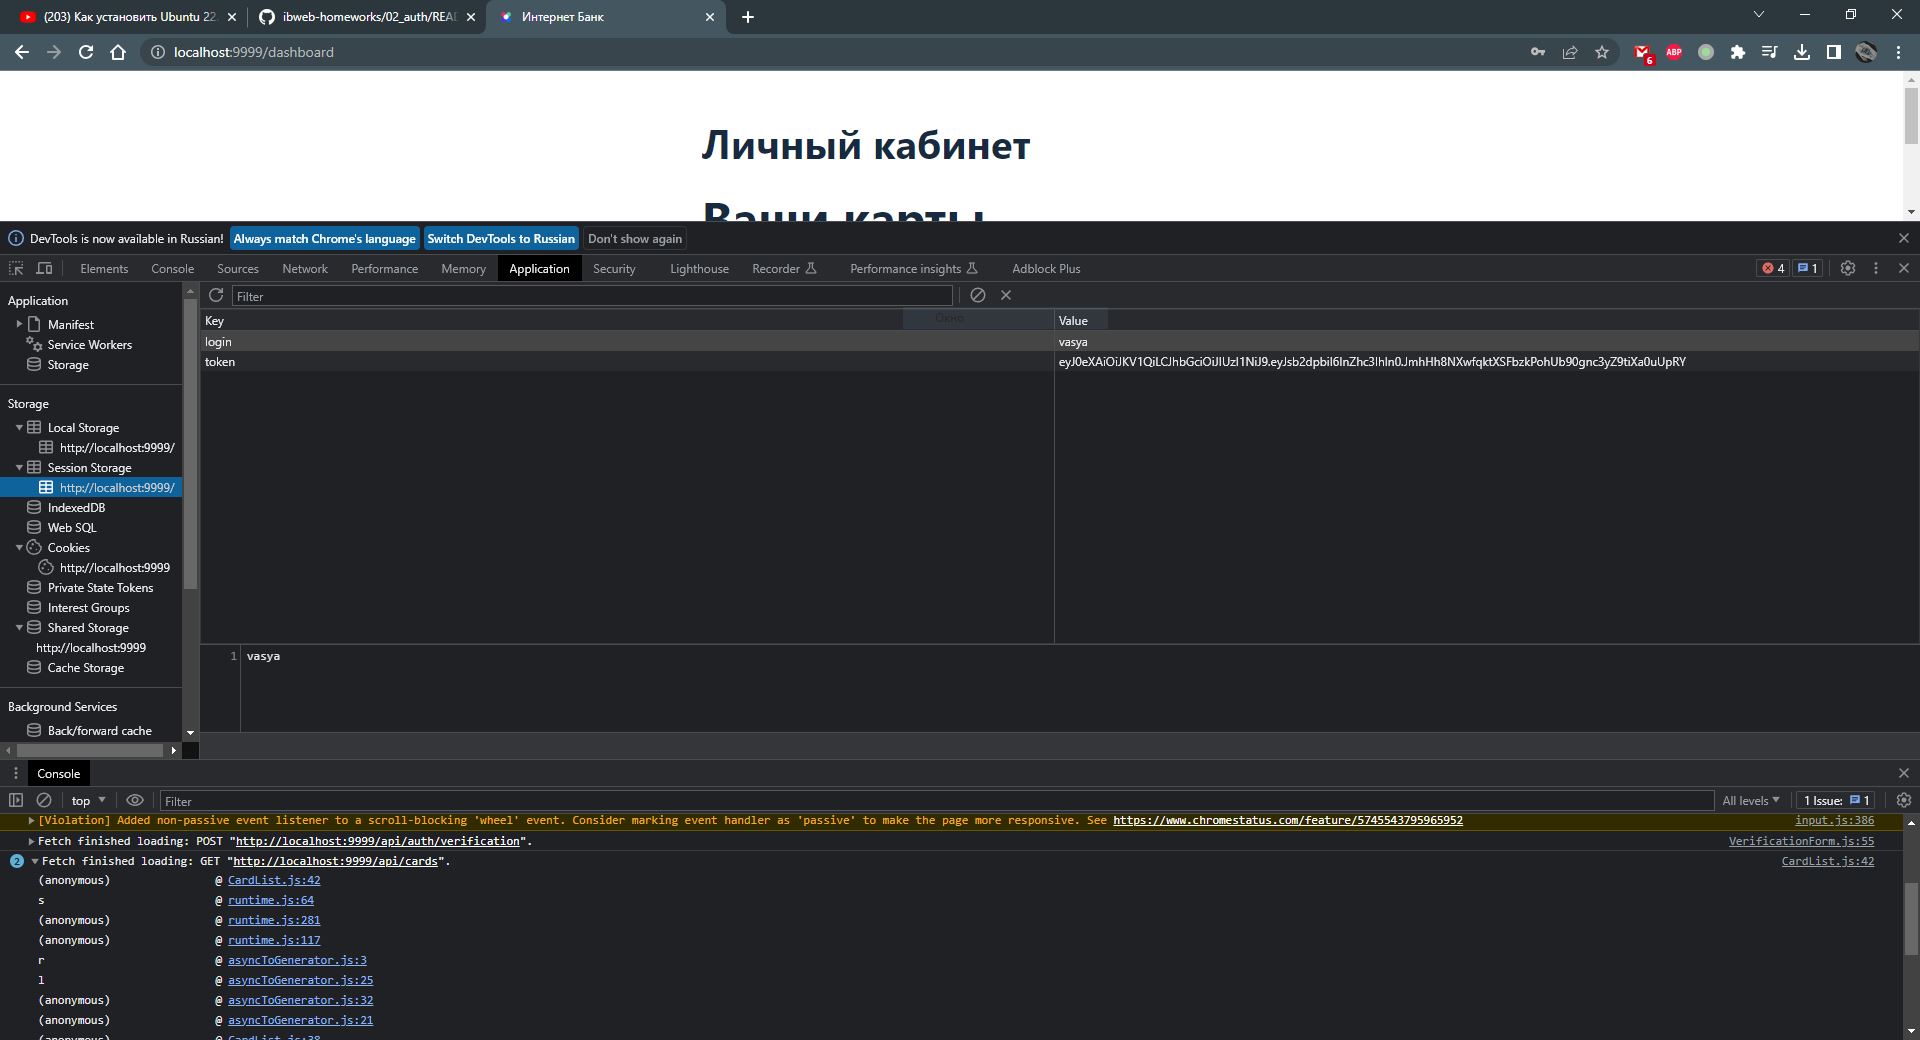 (203) Как установить Ubuntu 22.
ibweb-homeworks/02_auth/REA
Интернет Банк
localhost:9999/dashboard
6
ABP
Личный кабинет
Ваши карты
DevTools is now available in Russian! Always match Chrome's language Switch DevTools to Russian Don't show again
Elements Console Sources Network Performance Memory Application Security Lighthouse Recorder Performance insights Adblock Plus 4 1
Application
Manifest
Service Workers
Storage
Storage
Local Storage
http://localhost:9999/
Session Storage
http://localhost:9999/
IndexedDB
Web SQL
Cookies
http://localhost:9999
Private State Tokens
Interest Groups
Shared Storage
http://localhost:9999
Cache Storage
Background Services
Back/forward cache
Filter
Key Окно Value
login vasya
token eyJ0eXAiOiJKV1QiLCJhbGciOiJIUzI1NiJ9.eyJsb2dpbiI6InZhc3lhIn0.JmhHh8NXwfqktXSFbzkPohUb90gnc3yZ9tiXa0uUpRY
1 vasya
Console
top Filter All levels 1 Issue: 1
[Violation] Added non-passive event listener to a scroll-blocking 'wheel' event. Consider marking event handler as 'passive' to make the page more responsive. See https://www.chromestatus.com/feature/5745543795965952 input.js:386
Fetch finished loading: POST "http://localhost:9999/api/auth/verification". VerificationForm.js:55
2 Fetch finished loading: GET "http://localhost:9999/api/cards". CardList.js:42
(anonymous) @ CardList.js:42
s @ runtime.js:64
(anonymous) @ runtime.js:281
(anonymous) @ runtime.js:117
r @ asyncToGenerator.js:3
l @ asyncToGenerator.js:25
(anonymous) @ asyncToGenerator.js:32
(anonymous) @ asyncToGenerator.js:21
(anonymous) @ CardList.js:38